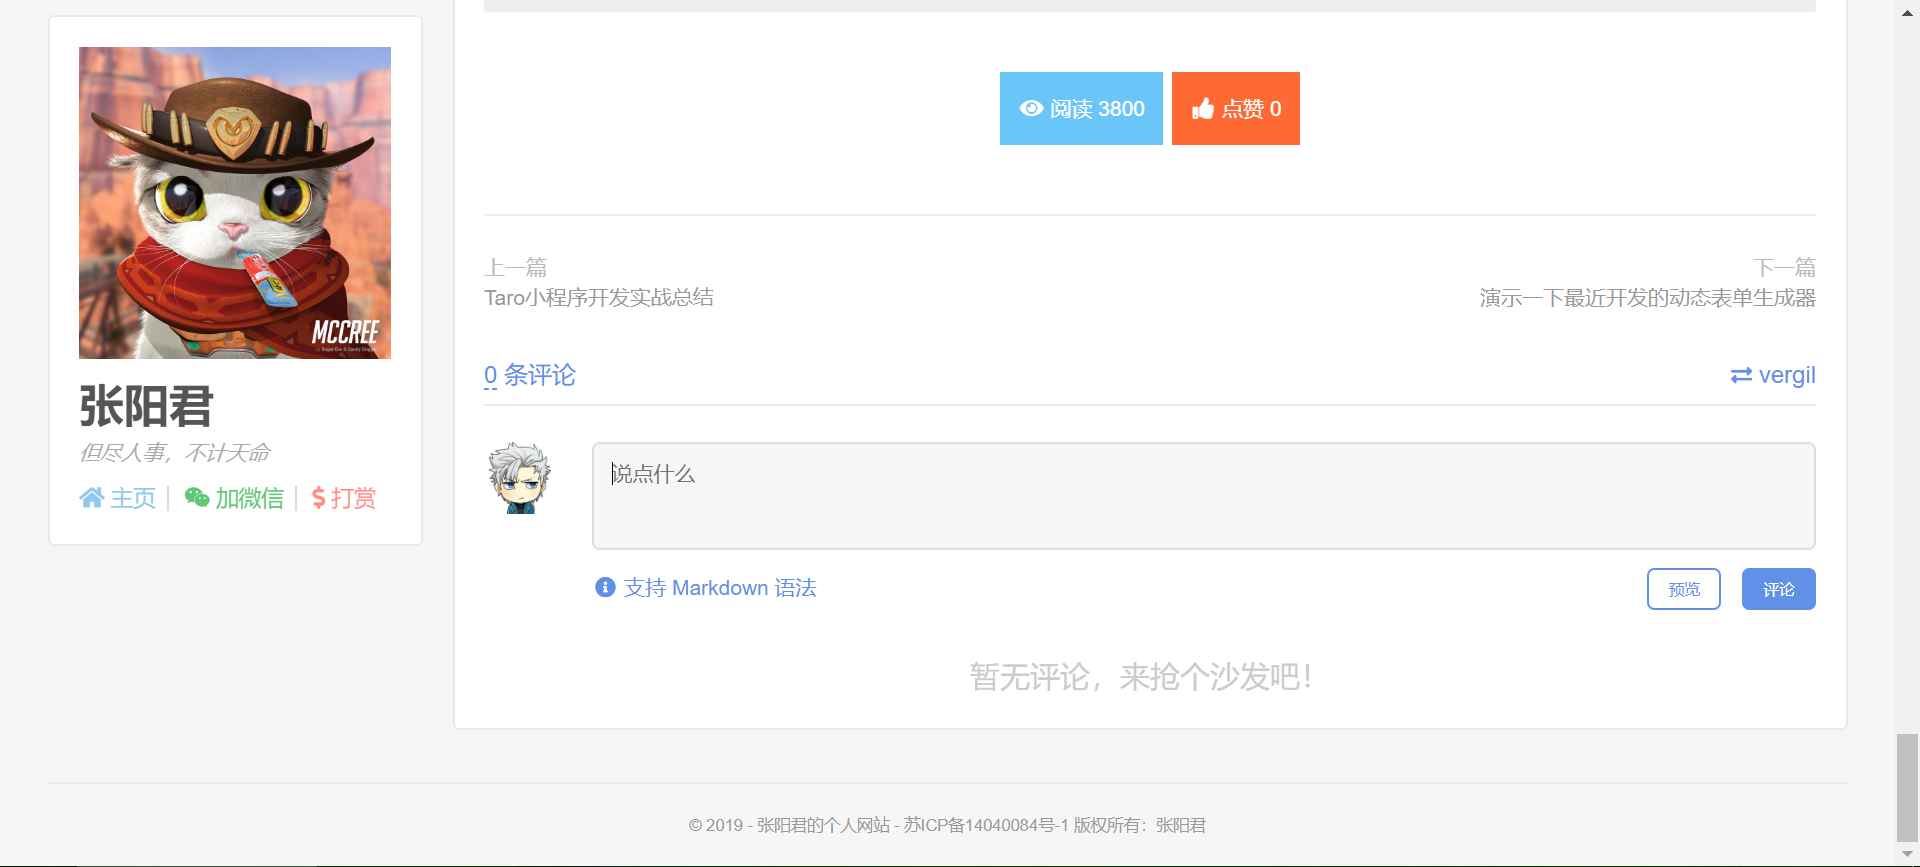 MCCREE
张阳君
但尽人事，不计天命
主页 加微信 打赏
阅读 3800 点赞 0
上一篇 下一篇
Taro小程序开发实战总结 演示一下最近开发的动态表单生成器
0 条评论 vergil
说点什么
支持 Markdown 语法 预览 评论
暂无评论，来抢个沙发吧！
© 2019 - 张阳君的个人网站 - 苏ICP备14040084号-1 版权所有：张阳君